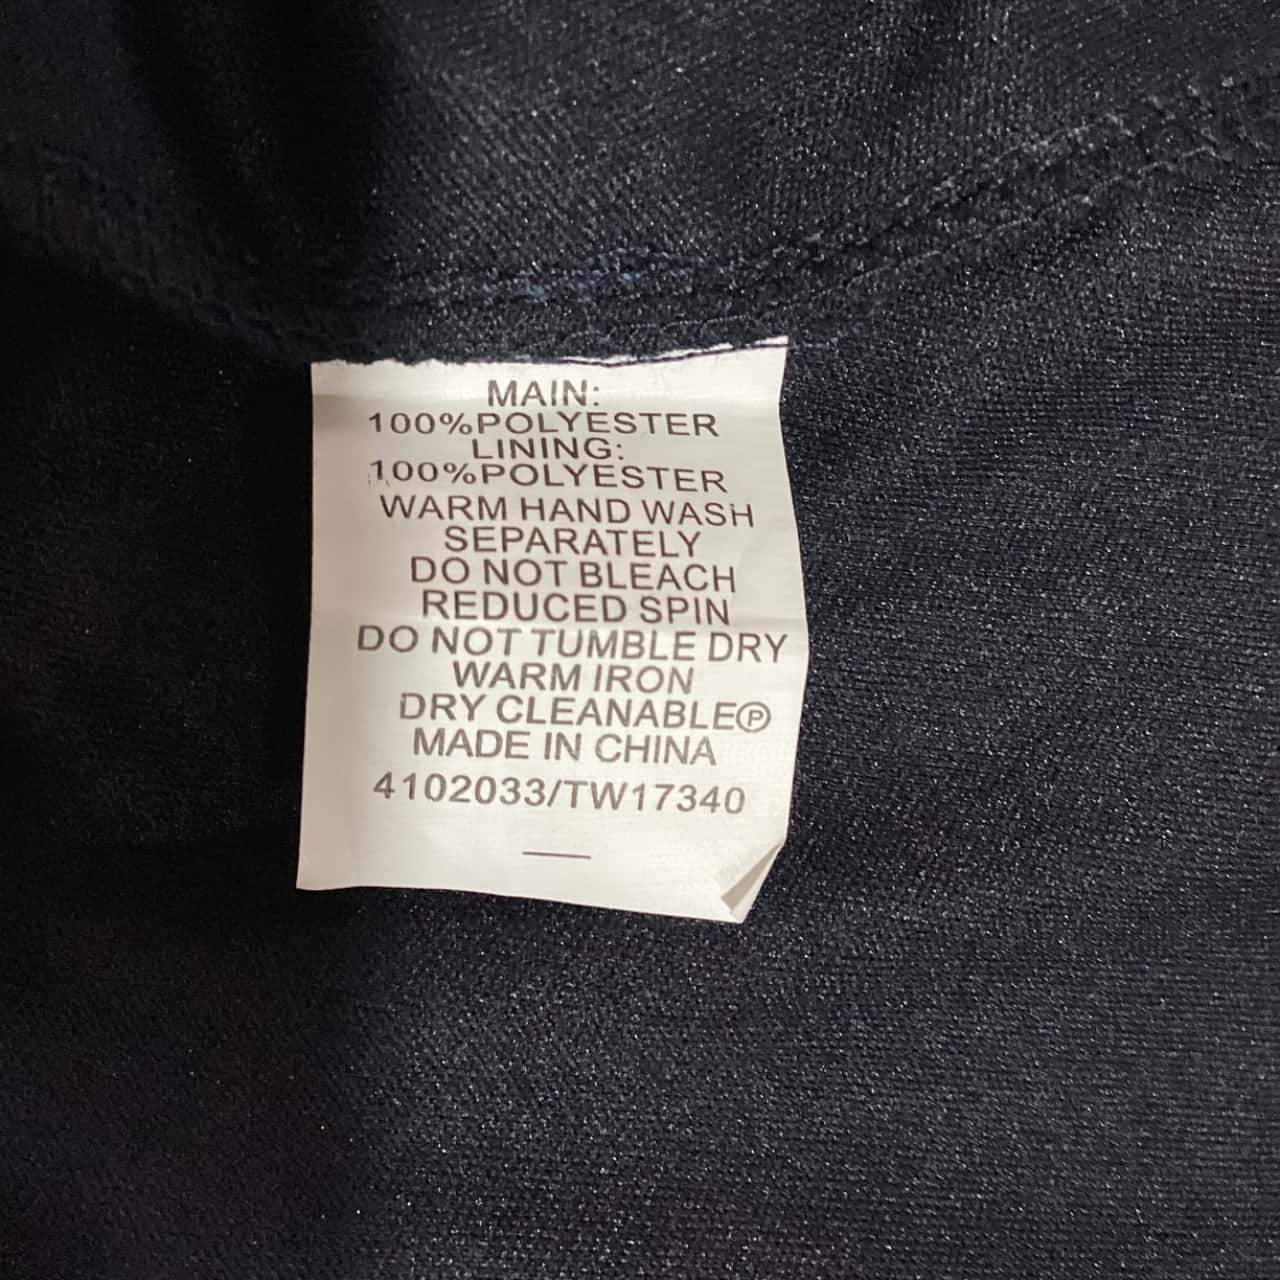 MAIN:
100%POLYESTER
LINING:
100%POLYESTER
WARM HAND WASH
SEPARATELY
DO NOT BLEACH
REDUCED SPIN
DO NOT TUMBLE DRY
WARM IRON
DRY CLEANABLEⓅ
MADE IN CHINA
4102033/TW17340